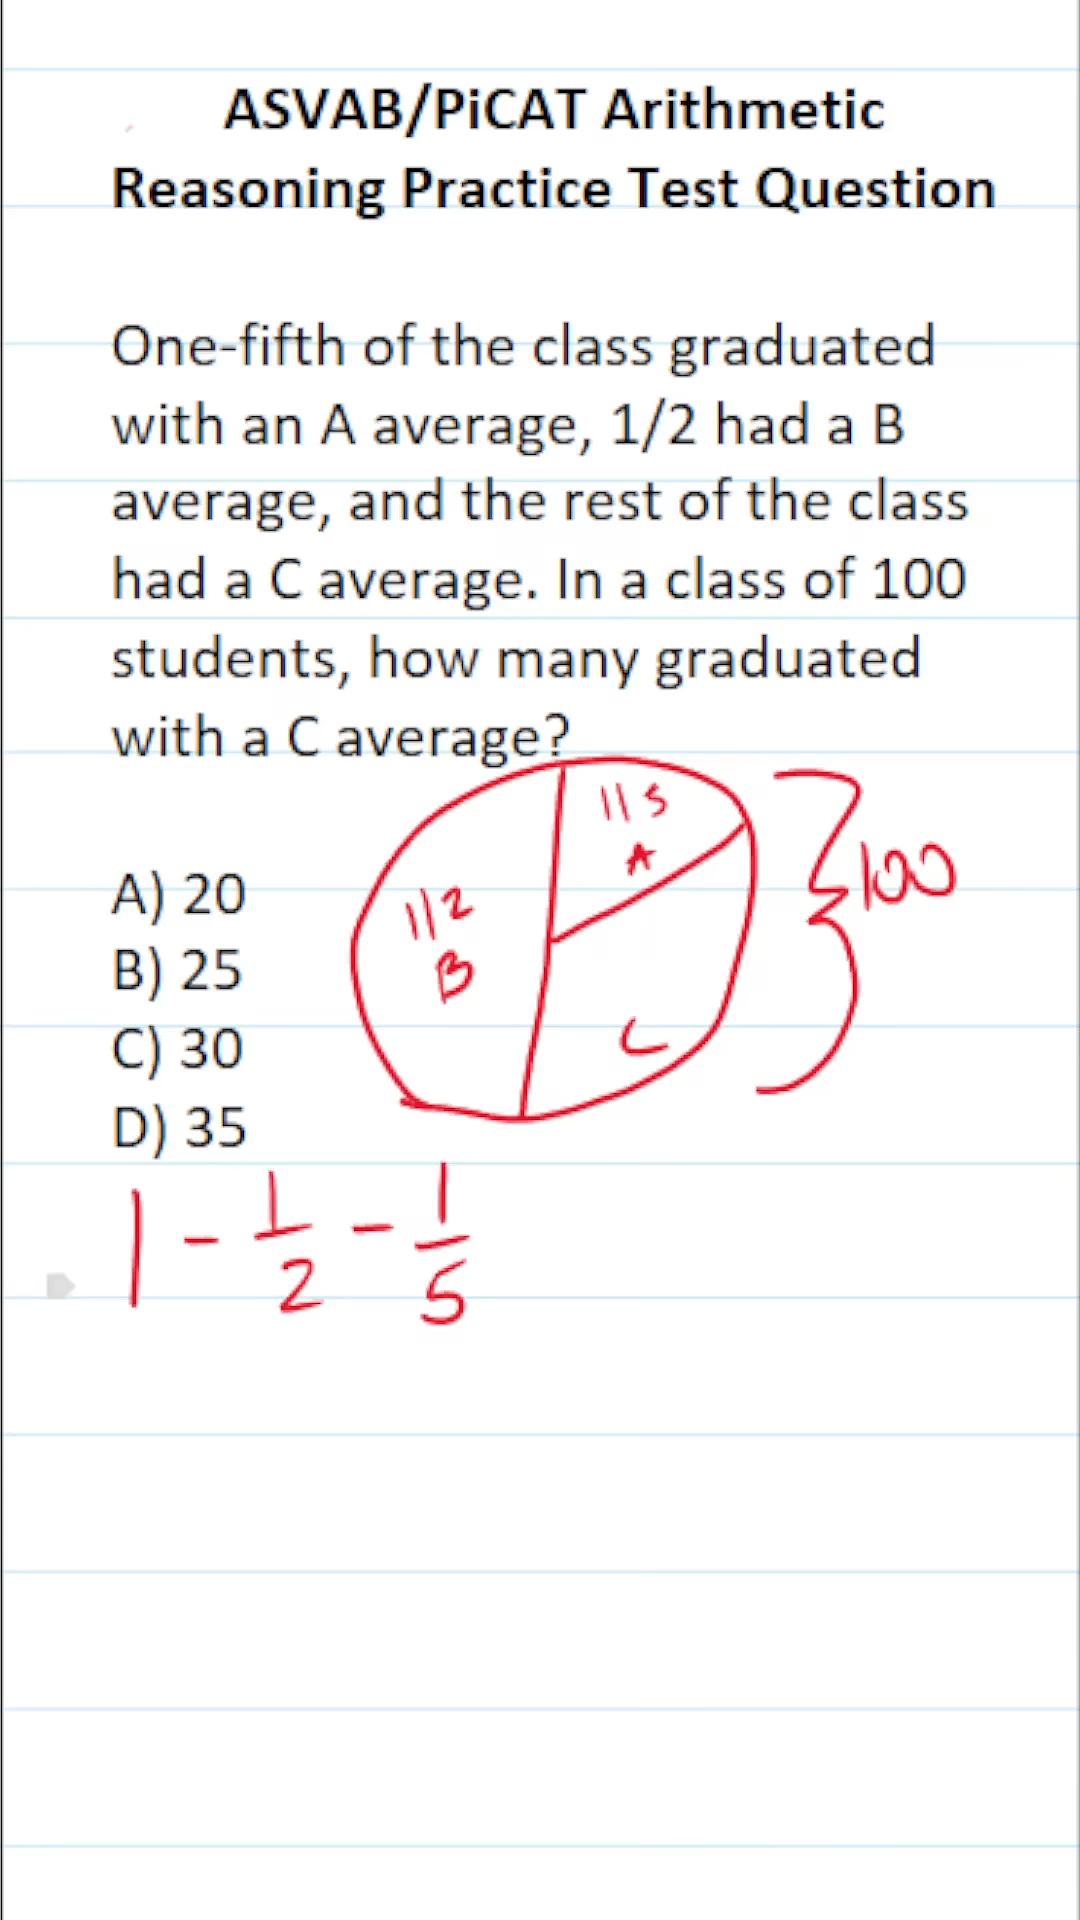 ASVAB/PiCAT Arithmetic
Reasoning Practice Test Question
One-fifth of the class graduated
with an A average, 1/2 had a B
average, and the rest of the class
had a C average. In a class of 100
students, how many graduated
with a C average?
1/5
A
1/2
B
C
100
A) 20
B) 25
C) 30
D) 35
1 - 1/2 - 1/5